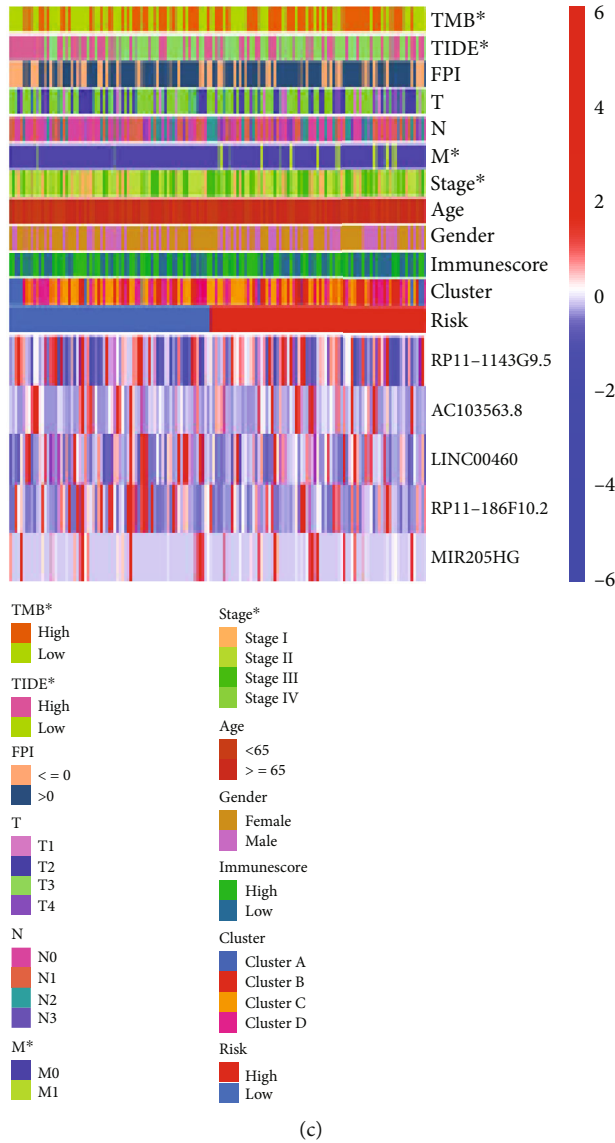 TMB*
TIDE*
FPI
T
N
M*
Stage*
Age
Gender
Immunescore
Cluster
Risk
RP11–1143G9.5
AC103563.8
LINC00460
RP11–186F10.2
MIR205HG
6
4
2
0
–2
–4
–6
TMB*
High
Low
TIDE*
High
Low
FPI
< = 0
>0
T
T1
T2
T3
T4
N
N0
N1
N2
N3
M*
M0
M1
Stage*
Stage I
Stage II
Stage III
Stage IV
Age
<65
> = 65
Gender
Female
Male
Immunescore
High
Low
Cluster
Cluster A
Cluster B
Cluster C
Cluster D
Risk
High
Low
(c)